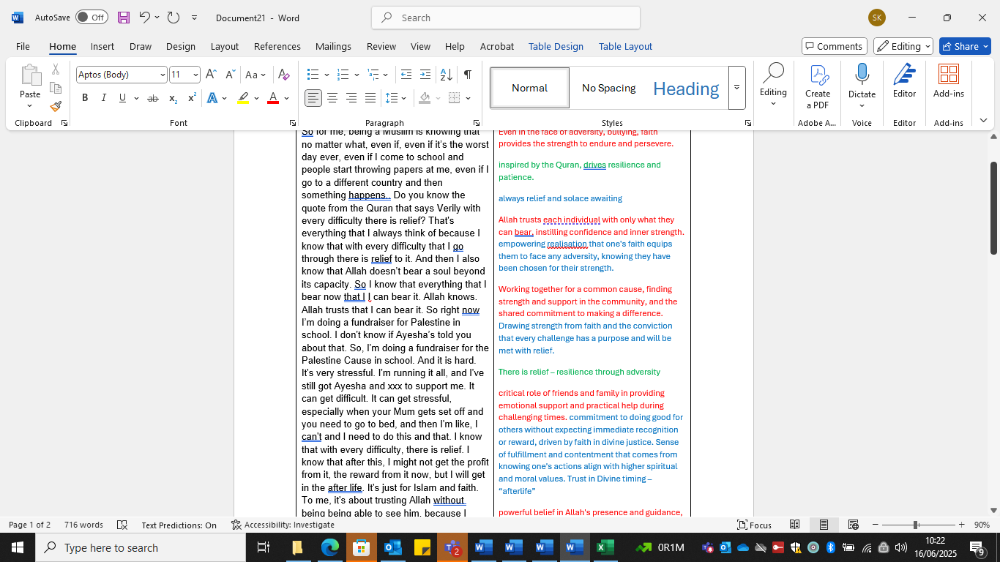 AutoSave Off Document21 - Word Search SK
File Home Insert Draw Design Layout References Mailings Review View Help Acrobat Table Design Table Layout Comments Editing Share
Paste
Clipboard
Aptos (Body) 11 Aa
B I U ab x₂ x² A A
Font
Paragraph
Normal No Spacing Heading
Styles
Editing
Create a PDF
Adobe A...
Dictate
Voice
Editor
Editor
Add-ins
Add-ins
So for me, being a Muslim is knowing that
no matter what, even if, even if it's the worst
day ever, even if I come to school and
people start throwing papers at me, even if I
go to a different country and then
something happens.. Do you know the
quote from the Quran that says Verily with
every difficulty there is relief? That's
everything that I always think of because I
know that with every difficulty that I go
through there is relief to it. And then I also
know that Allah doesn't bear a soul beyond
its capacity. So I know that everything that I
bear now that I I can bear it. Allah knows.
Allah trusts that I can bear it. So right now
I'm doing a fundraiser for Palestine in
school. I don't know if Ayesha's told you
about that. So, I'm doing a fundraiser for the
Palestine Cause in school. And it is hard.
It's very stressful. I'm running it all, and I've
still got Ayesha and xxx to support me. It
can get difficult. It can get stressful,
especially when your Mum gets set off and
you need to go to bed, and then I'm like, I
can't and I need to do this and that. I know
that with every difficulty, there is relief. I
know that after this, I might not get the profit
from it, the reward from it now, but I will get
in the after life. It's just for Islam and faith.
To me, it's about trusting Allah without
being being able to see him, because I
Even in the face of adversity, bullying, faith
provides the strength to endure and persevere.
inspired by the Quran, drives resilience and
patience.
always relief and solace awaiting
Allah trusts each individual with only what they
can bear, instilling confidence and inner strength.
empowering realisation that one's faith equips
them to face any adversity, knowing they have
been chosen for their strength.
Working together for a common cause, finding
strength and support in the community, and the
shared commitment to making a difference.
Drawing strength from faith and the conviction
that every challenge has a purpose and will be
met with relief.
There is relief – resilience through adversity
critical role of friends and family in providing
emotional support and practical help during
challenging times. commitment to doing good for
others without expecting immediate recognition
or reward, driven by faith in divine justice. Sense
of fulfillment and contentment that comes from
knowing one's actions align with higher spiritual
and moral values. Trust in Divine timing –
“afterlife”
powerful belief in Allah's presence and guidance,
Page 1 of 2 716 words Text Predictions: On Accessibility: Investigate Focus 90%
Type here to search 2 0R1M 10:22
16/06/2025 9